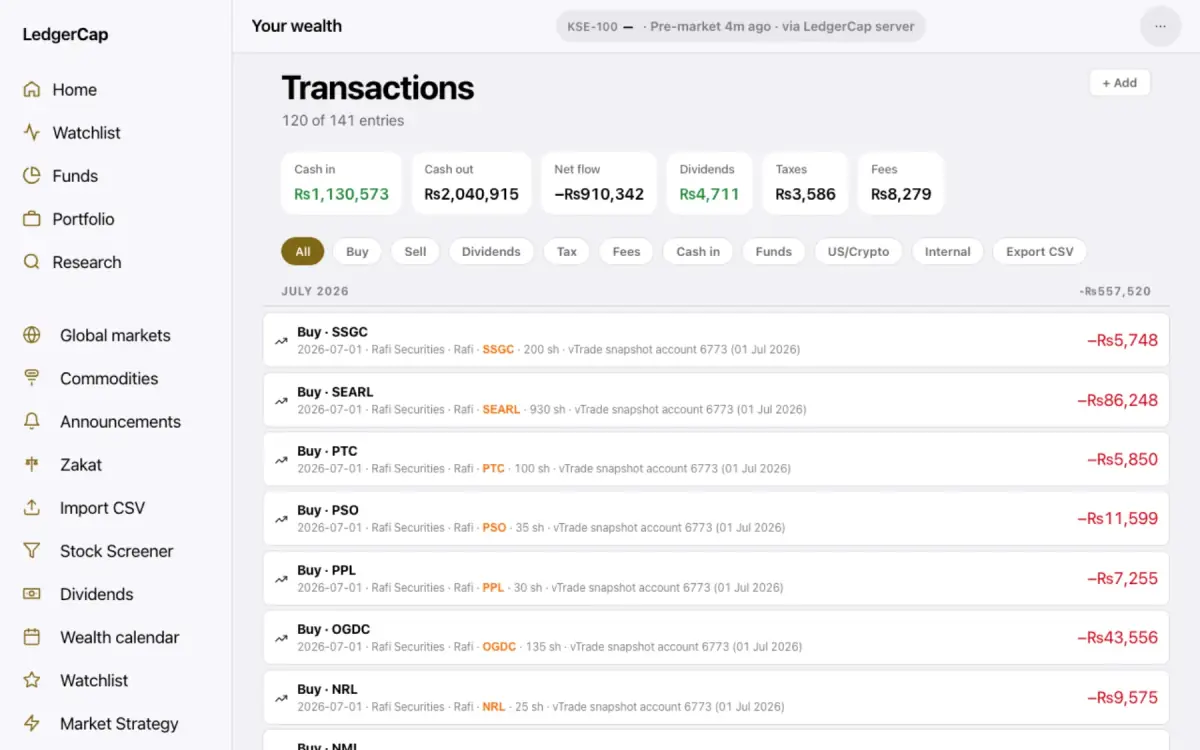 LedgerCap
Home
Watchlist
Funds
Portfolio
Research
Global markets
Commodities
Announcements
Zakat
Import CSV
Stock Screener
Dividends
Wealth calendar
Watchlist
Market Strategy
Your wealth
KSE-100 — · Pre-market 4m ago · via LedgerCap server
...
Transactions
120 of 141 entries
+ Add
Cash in
₨1,130,573
Cash out
₨2,040,915
Net flow
−₨910,342
Dividends
₨4,711
Taxes
₨3,586
Fees
₨8,279
All
Buy
Sell
Dividends
Tax
Fees
Cash in
Funds
US/Crypto
Internal
Export CSV
JULY 2026
-₨557,520
Buy · SSGC
2026-07-01 · Rafi Securities · Rafi · SSGC · 200 sh · vTrade snapshot account 6773 (01 Jul 2026)
−₨5,748
Buy · SEARL
2026-07-01 · Rafi Securities · Rafi · SEARL · 930 sh · vTrade snapshot account 6773 (01 Jul 2026)
−₨86,248
Buy · PTC
2026-07-01 · Rafi Securities · Rafi · PTC · 100 sh · vTrade snapshot account 6773 (01 Jul 2026)
−₨5,850
Buy · PSO
2026-07-01 · Rafi Securities · Rafi · PSO · 35 sh · vTrade snapshot account 6773 (01 Jul 2026)
−₨11,599
Buy · PPL
2026-07-01 · Rafi Securities · Rafi · PPL · 30 sh · vTrade snapshot account 6773 (01 Jul 2026)
−₨7,255
Buy · OGDC
2026-07-01 · Rafi Securities · Rafi · OGDC · 135 sh · vTrade snapshot account 6773 (01 Jul 2026)
−₨43,556
Buy · NRL
2026-07-01 · Rafi Securities · Rafi · NRL · 25 sh · vTrade snapshot account 6773 (01 Jul 2026)
−₨9,575
Buy · NML